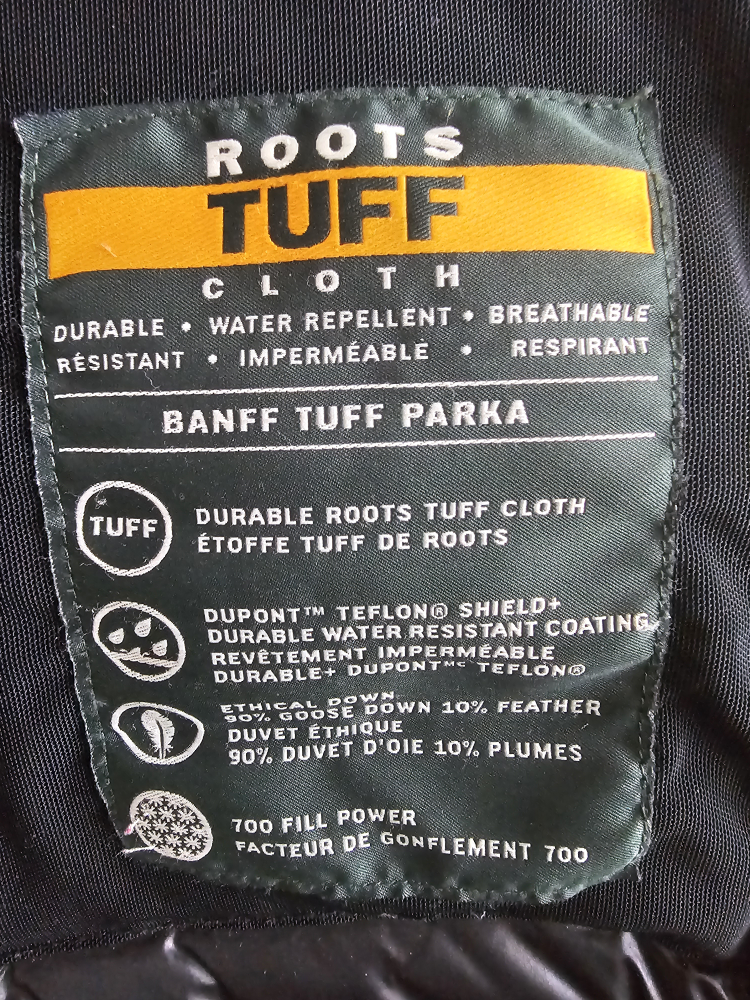 ROOTS
TUFF
CLOTH
DURABLE • WATER REPELLENT • BREATHABLE
RÉSISTANT • IMPERMÉABLE • RESPIRANT
BANFF TUFF PARKA
TUFF
DURABLE ROOTS TUFF CLOTH
ÉTOFFE TUFF DE ROOTS
DUPONT™ TEFLON® SHIELD+
DURABLE WATER RESISTANT COATING
REVÊTEMENT IMPERMÉABLE
DURABLE+ DUPONTᴹᶜ TEFLON®
ETHICAL DOWN
90% GOOSE DOWN 10% FEATHER
DUVET ÉTHIQUE
90% DUVET D'OIE 10% PLUMES
700 FILL POWER
FACTEUR DE GONFLEMENT 700